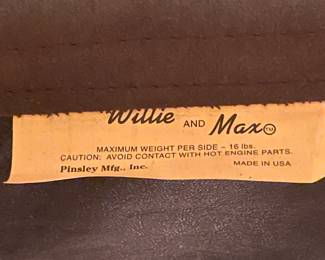 Willie AND Max TM
MAXIMUM WEIGHT PER SIDE - 16 lbs.
CAUTION: AVOID CONTACT WITH HOT ENGINE PARTS.
Pinsley Mfg., Inc. MADE IN USA